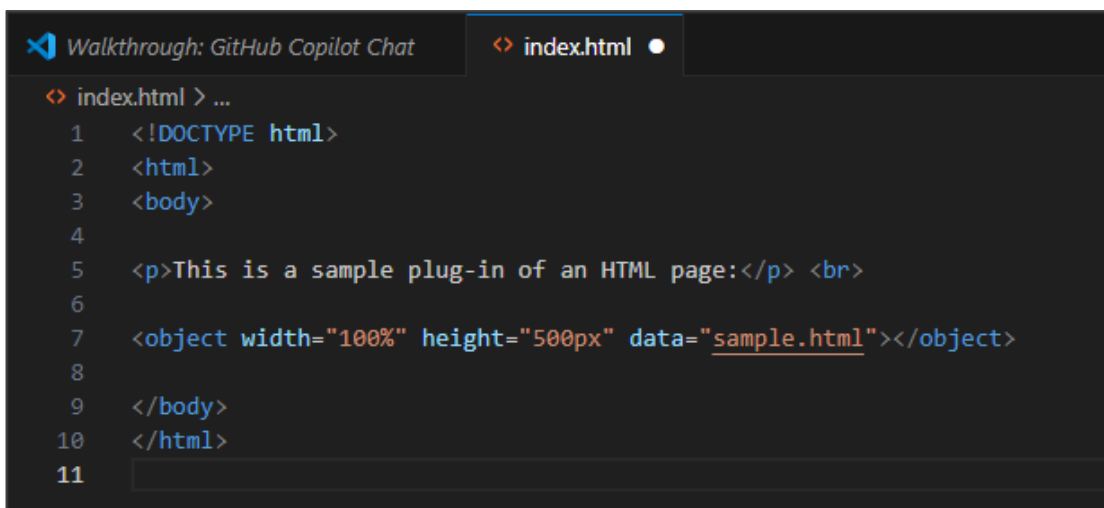 Walkthrough: GitHub Copilot Chat <> index.html
<> index.html > ...
1 <!DOCTYPE html>
2 <html>
3 <body>
4
5 <p>This is a sample plug-in of an HTML page:</p> <br>
6
7 <object width="100%" height="500px" data="sample.html"></object>
8
9 </body>
10 </html>
11